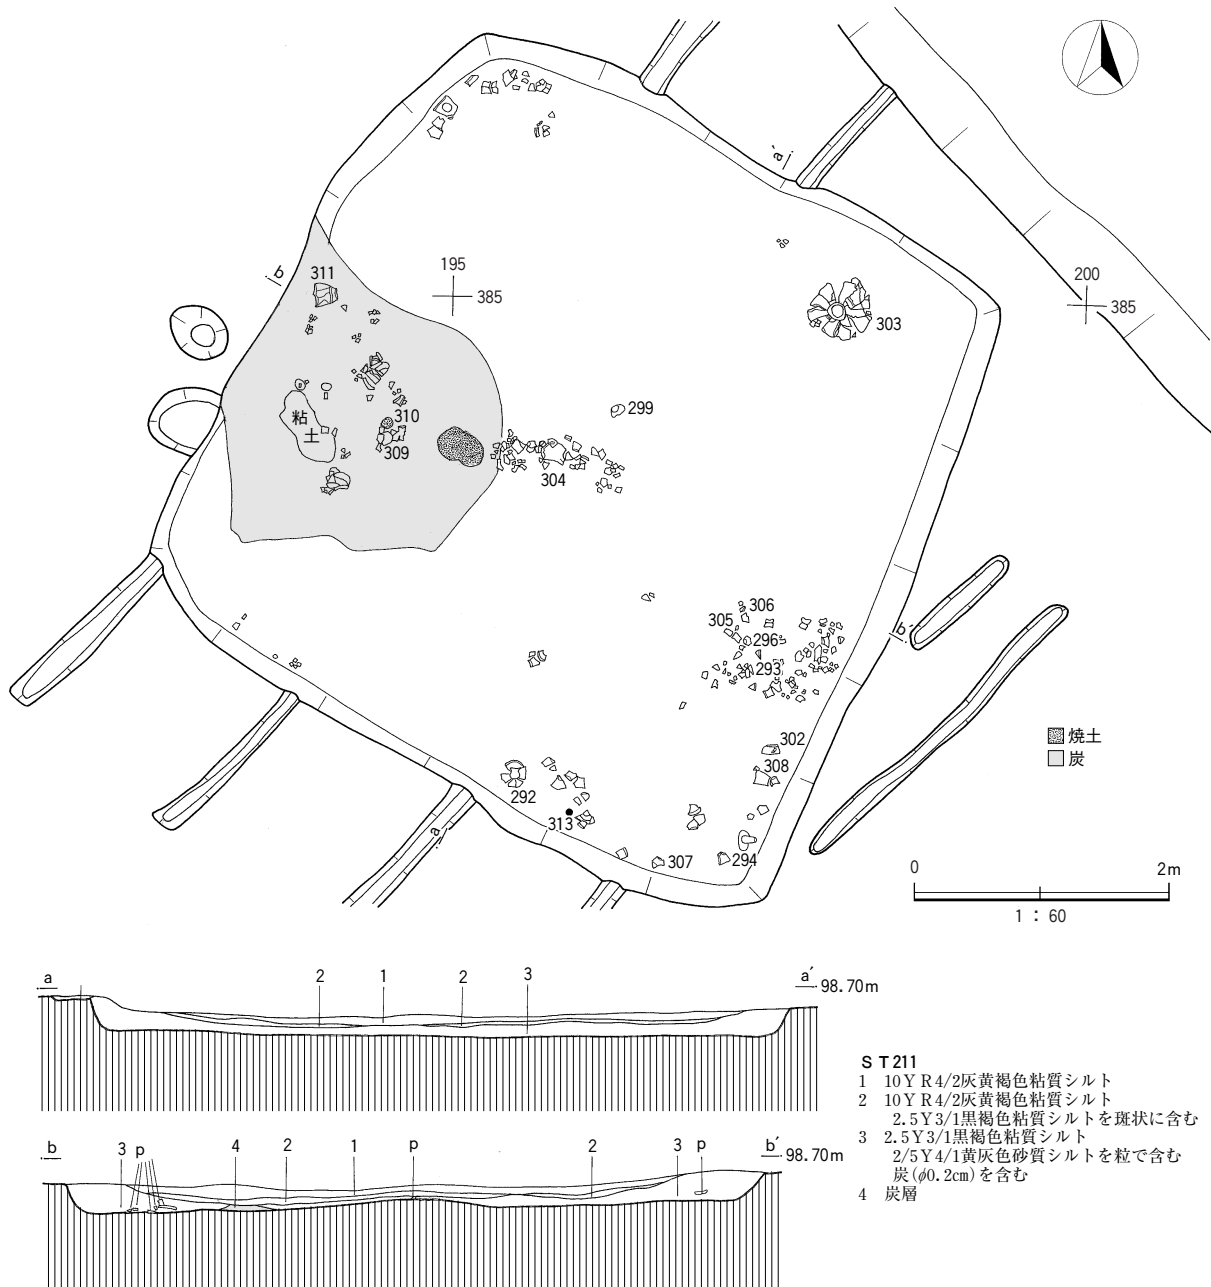 a´
b
311
195
385
200
385
303
299
310
309
粘
土
304
306
305
296
293
b´
焼土
炭
302
308
292
313
307
294
a
0
2m
1：60
a
2
1
2
3
a´
98.70m
b
3
p
4
2
1
p
2
3
p
b´
98.70m
ＳＴ211
1 10ＹＲ4/2灰黄褐色粘質シルト
2 10ＹＲ4/2灰黄褐色粘質シルト
2.5Ｙ3/1黒褐色粘質シルトを斑状に含む
3 2.5Ｙ3/1黒褐色粘質シルト
2/5Ｙ4/1黄灰色砂質シルトを粒で含む
炭(φ0.2cm)を含む
4 炭層